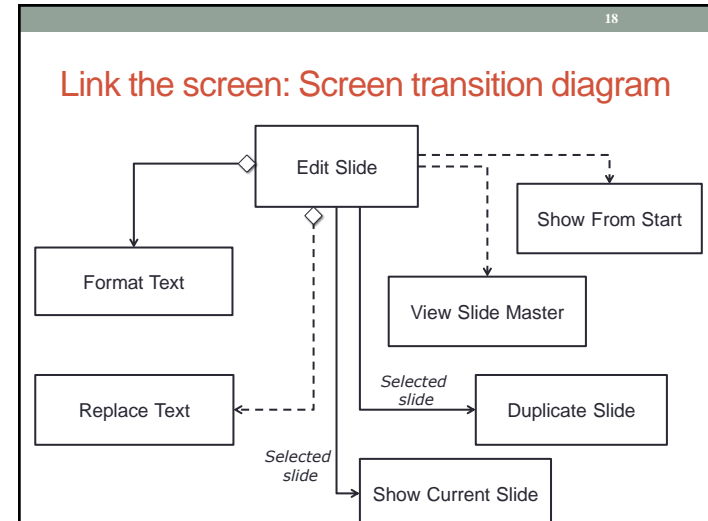 18
Link the screen: Screen transition diagram
Edit Slide
Show From Start
Format Text
View Slide Master
Selected
slide
Replace Text
Duplicate Slide
Selected
slide
Show Current Slide